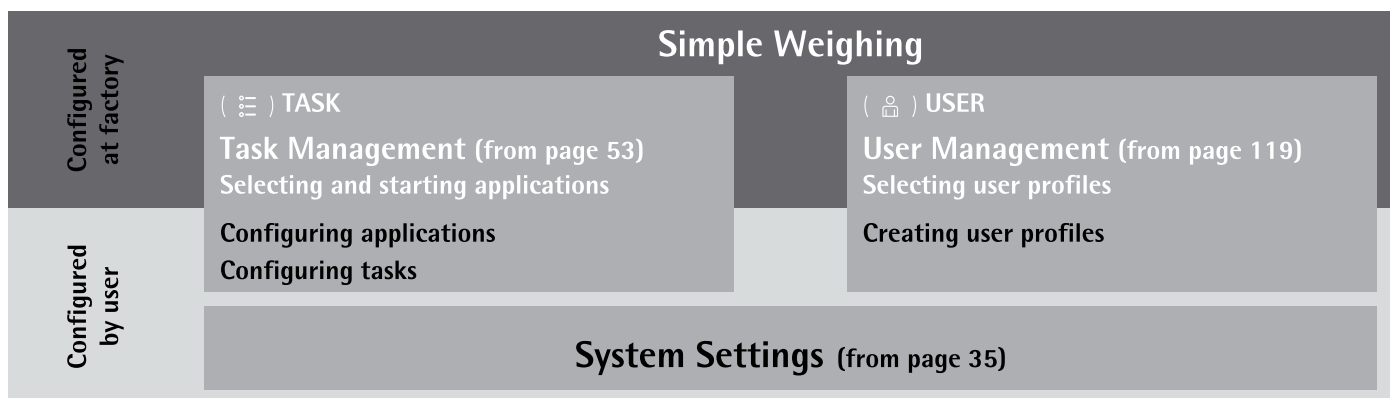 Configured
at factory
Simple Weighing
( ) TASK
Task Management (from page 53)
Selecting and starting applications
Configuring applications
Configuring tasks
( ) USER
User Management (from page 119)
Selecting user profiles
Creating user profiles
Configured
by user
System Settings (from page 35)